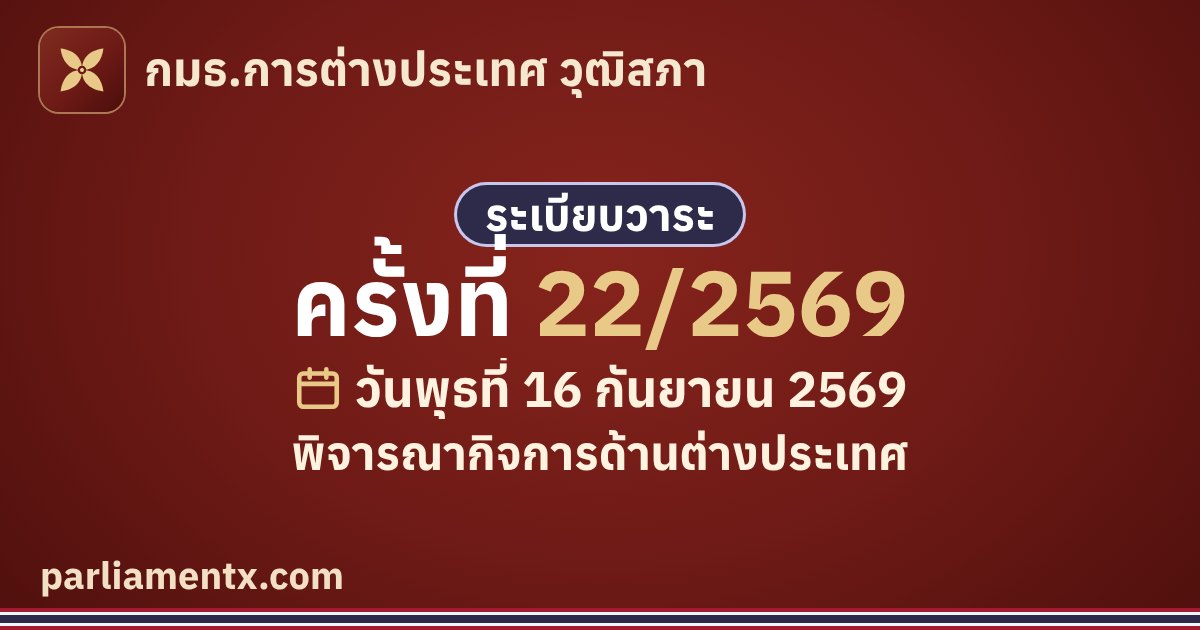 กมธ.การต่างประเทศ วุฒิสภา
ระเบียบวาระ
ครั้งที่ 22/2569
วันพุธที่ 16 กันยายน 2569
พิจารณากิจการด้านต่างประเทศ
parliamentx.com